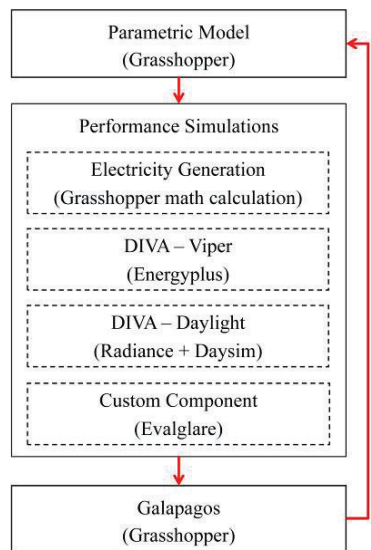 Parametric Model
(Grasshopper)
Performance Simulations
Electricity Generation
(Grasshopper math calculation)
DIVA – Viper
(Energyplus)
DIVA – Daylight
(Radiance + Daysim)
Custom Component
(Evalglare)
Galapagos
(Grasshopper)